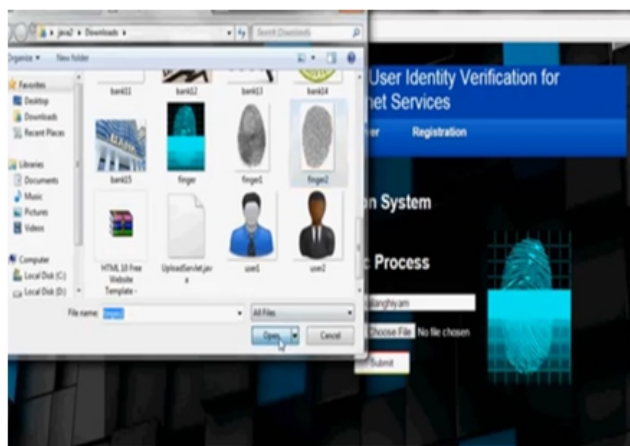 java2 ▸ Downloads ▸
Search Downloads
Organize
New folder
Favorites
Desktop
Downloads
Recent Places
Libraries
Documents
Music
Pictures
Videos
Computer
Local Disk (C:)
Local Disk (D:)
bank11
bank12
bank13
bank14
bank15
finger
finger1
finger2
HTML 10 Free Website Template -
UploadServlet.java
user1
user2
File name:
All Files
Open
Cancel
User Identity Verification for
net Services
ver
Registration
on System
c Process
alanghiyam
Choose File No file chosen
Submit